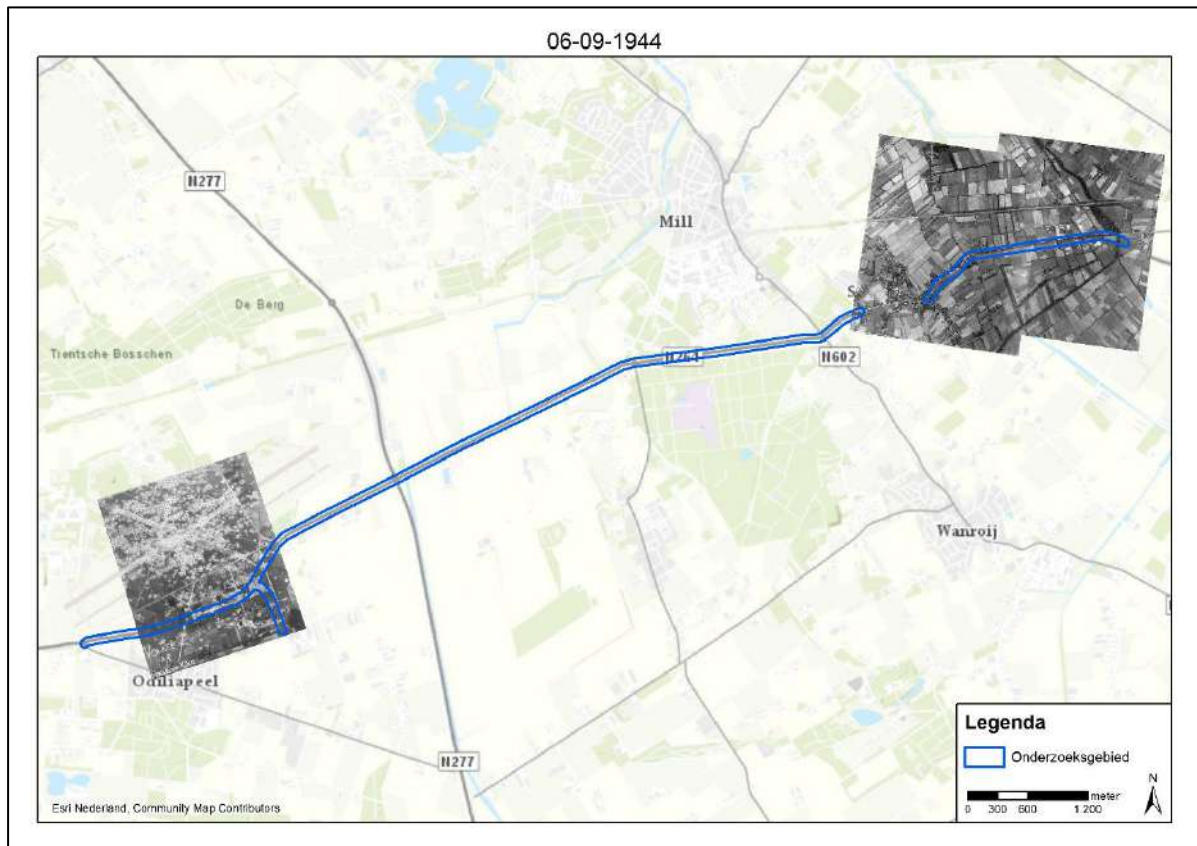 06-09-1944
N277
Mill
De Berg
Trentsche Bosschen
N264
N602
Wanroij
Odiliapeel
N277
Legenda
Onderzoeksgebied
N
meter
0 300 600 1.200
Esri Nederland, Community Map Contributors